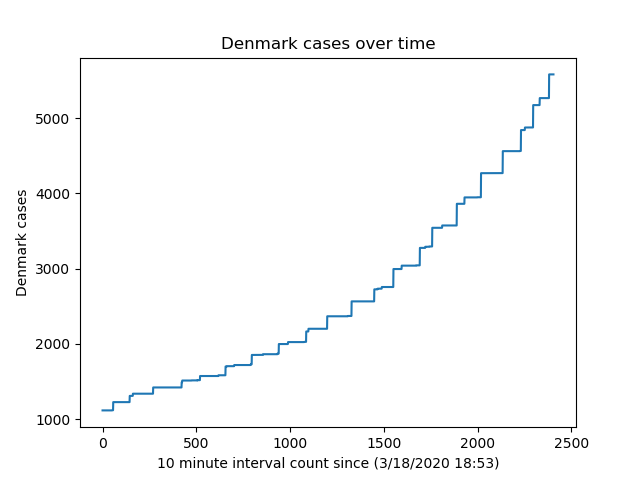 Denmark cases over time
Denmark cases
5000
4000
3000
2000
1000
0 500 1000 1500 2000 2500
10 minute interval count since (3/18/2020 18:53)